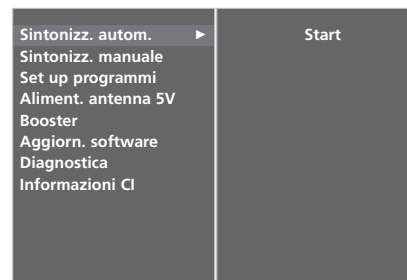 Sintonizz. autom. ►
Start
Sintonizz. manuale
Set up programmi
Aliment. antenna 5V
Booster
Aggiorn. software
Diagnostica
Informazioni CI